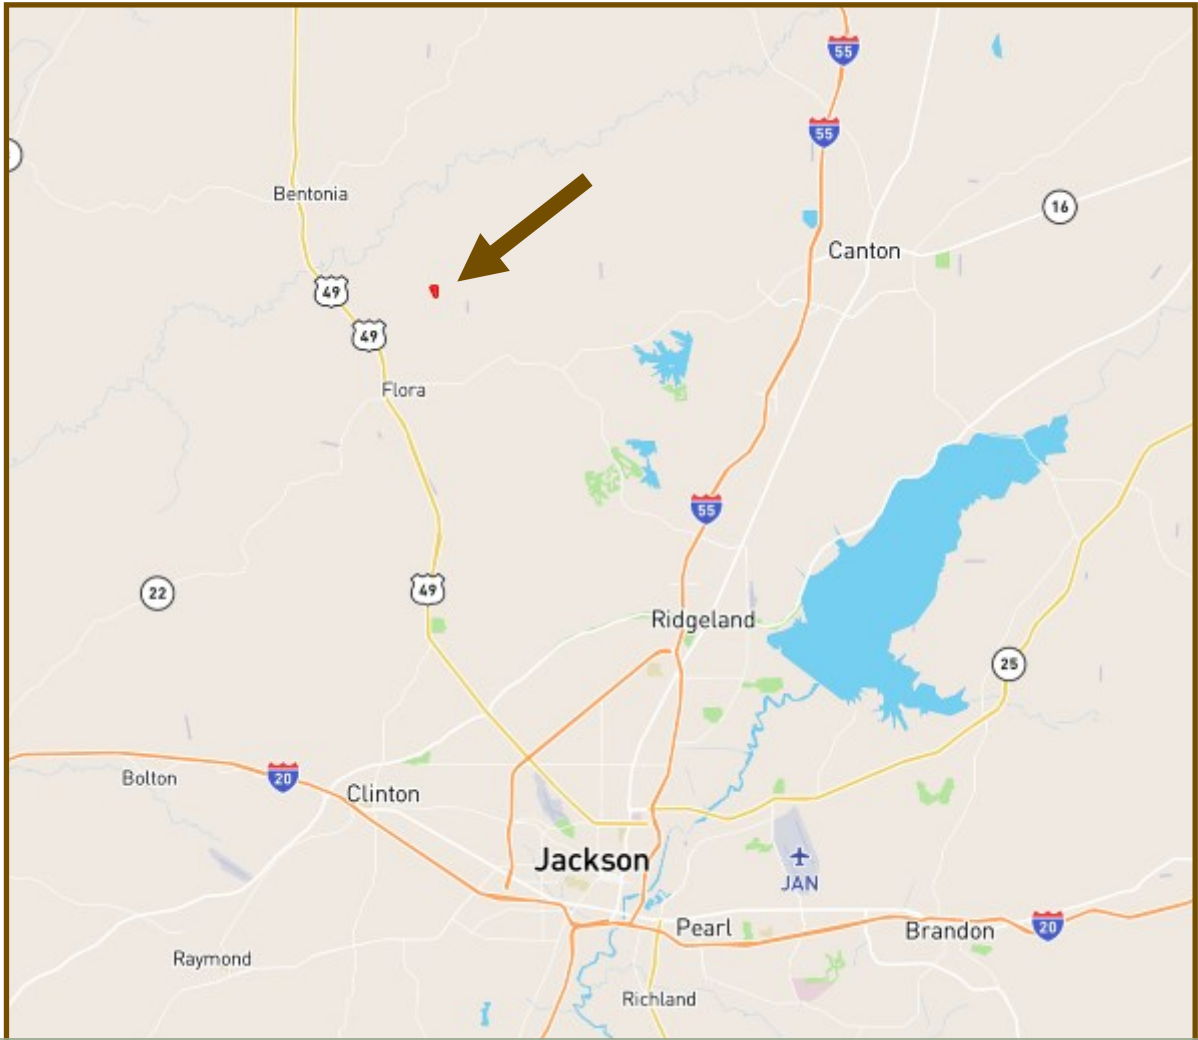 55
55
Bentonia
16
Canton
49
49
Flora
55
22
49
Ridgeland
25
Bolton
20
Clinton
Jackson
JAN
Pearl
Brandon
20
Raymond
Richland